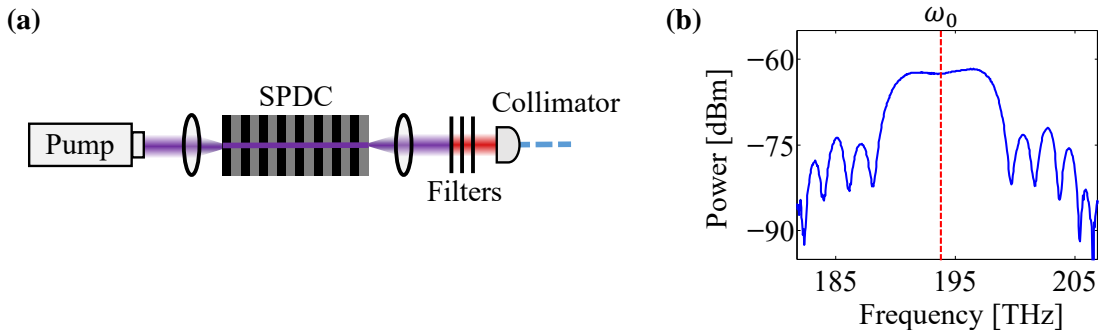 (a)
Pump
SPDC
Filters
Collimator
(b)
ω₀
Power [dBm]
−60
−75
−90
185
195
205
Frequency [THz]